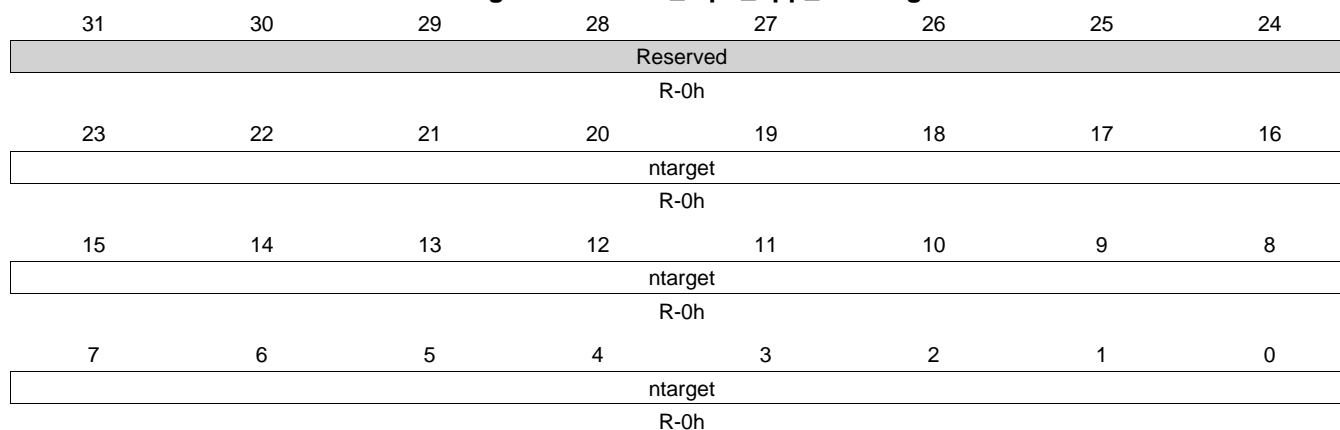 31 30 29 28 27 26 25 24
Reserved
R-0h
23 22 21 20 19 18 17 16
ntarget
R-0h
15 14 13 12 11 10 9 8
ntarget
R-0h
7 6 5 4 3 2 1 0
ntarget
R-0h